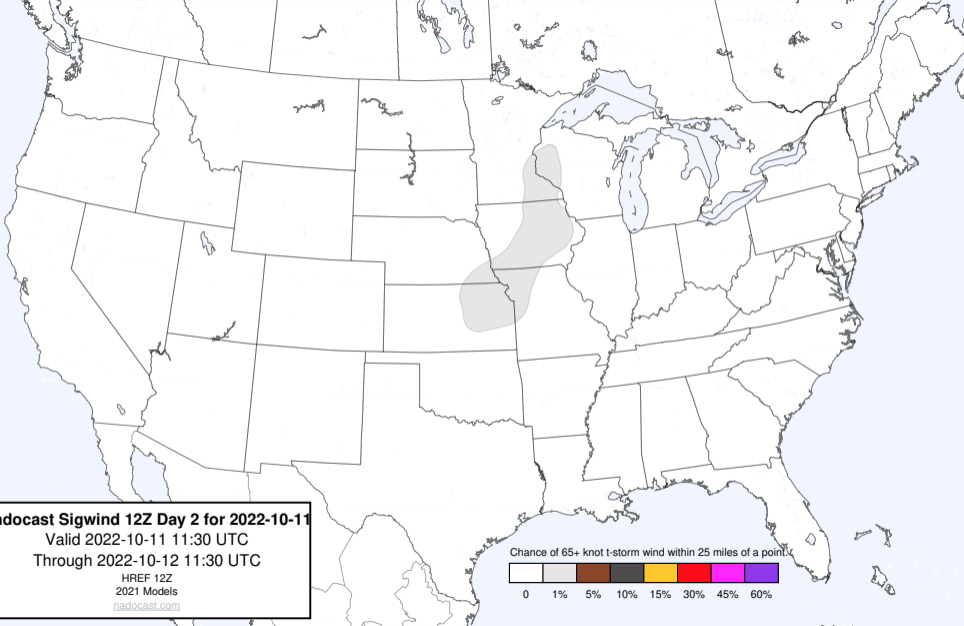 adocast Sigwind 12Z Day 2 for 2022-10-11
Valid 2022-10-11 11:30 UTC
Through 2022-10-12 11:30 UTC
HREF 12Z
2021 Models
nadocast.com
Chance of 65+ knot t-storm wind within 25 miles of a point.
0 1% 5% 10% 15% 30% 45% 60%